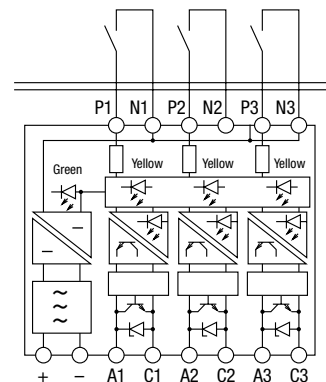 P1 N1 P2 N2 P3 N3
Green Yellow Yellow Yellow
+ − A1 C1 A2 C2 A3 C3